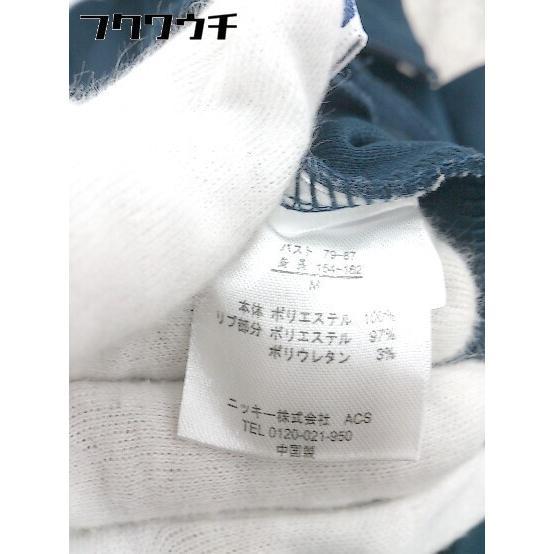 フクワウチ
バスト 79-87
身長 154-162
M
本体 ポリエステル 100%
リブ部分 ポリエステル 97%
ポリウレタン 3%
ニッキー株式会社 ACS
TEL 0120-021-950
中国製